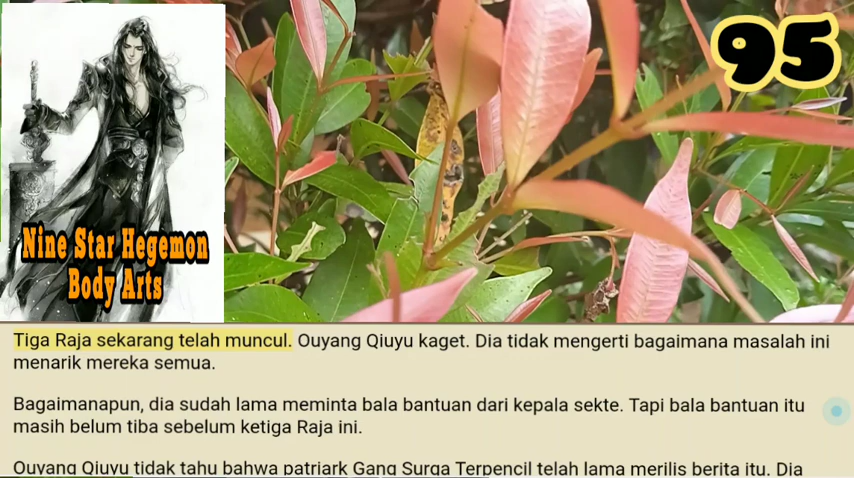 95
Nine Star Hegemon
Body Arts
Tiga Raja sekarang telah muncul. Ouyang Qiuyu kaget. Dia tidak mengerti bagaimana masalah ini
menarik mereka semua.
Bagaimanapun, dia sudah lama meminta bala bantuan dari kepala sekte. Tapi bala bantuan itu
masih belum tiba sebelum ketiga Raja ini.
Ouyang Qiuyu tidak tahu bahwa patriark Gang Surga Terpencil telah lama merilis berita itu. Dia